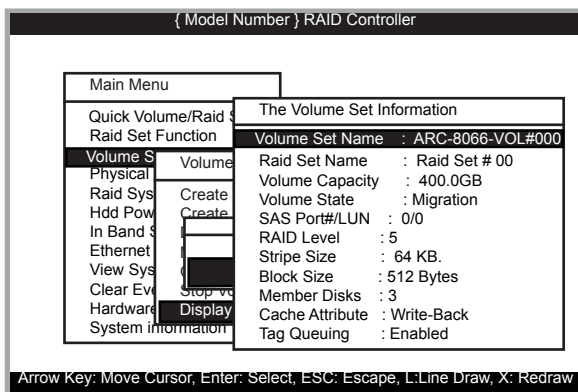 { Model Number } RAID Controller
Main Menu
Quick Volume/Raid
Raid Set Function
Volume S
Physical
Raid Sys
Hdd Pow
In Band
Ethernet
View Sys
Clear Eve
Hardware
System information
Volume
Create
Create
Stop Vo
Display
The Volume Set Information
Volume Set Name : ARC-8066-VOL#000
Raid Set Name : Raid Set # 00
Volume Capacity : 400.0GB
Volume State : Migration
SAS Port#/LUN : 0/0
RAID Level : 5
Stripe Size : 64 KB.
Block Size : 512 Bytes
Member Disks : 3
Cache Attribute : Write-Back
Tag Queuing : Enabled
Arrow Key: Move Cursor, Enter: Select, ESC: Escape, L:Line Draw, X: Redraw